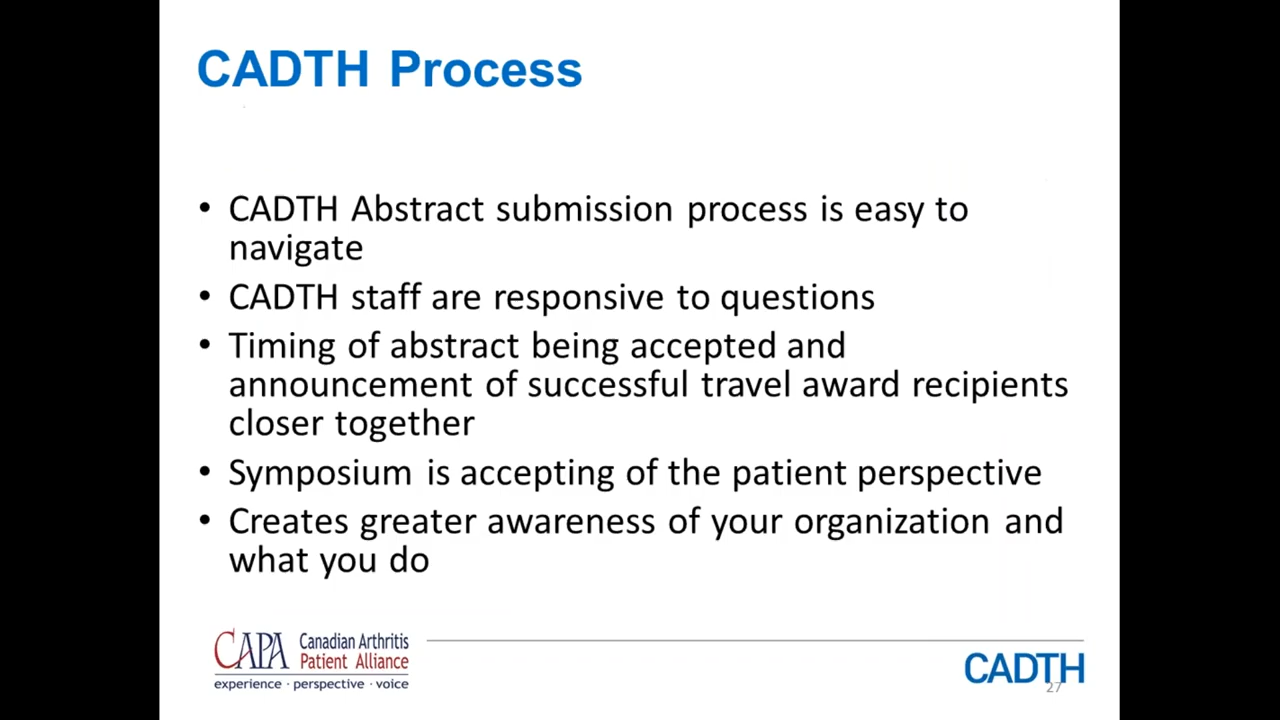 CADTH Process
• CADTH Abstract submission process is easy to
navigate
• CADTH staff are responsive to questions
• Timing of abstract being accepted and
announcement of successful travel award recipients
closer together
• Symposium is accepting of the patient perspective
• Creates greater awareness of your organization and
what you do
CAPA Canadian Arthritis
Patient Alliance
experience · perspective · voice
CADTH
27